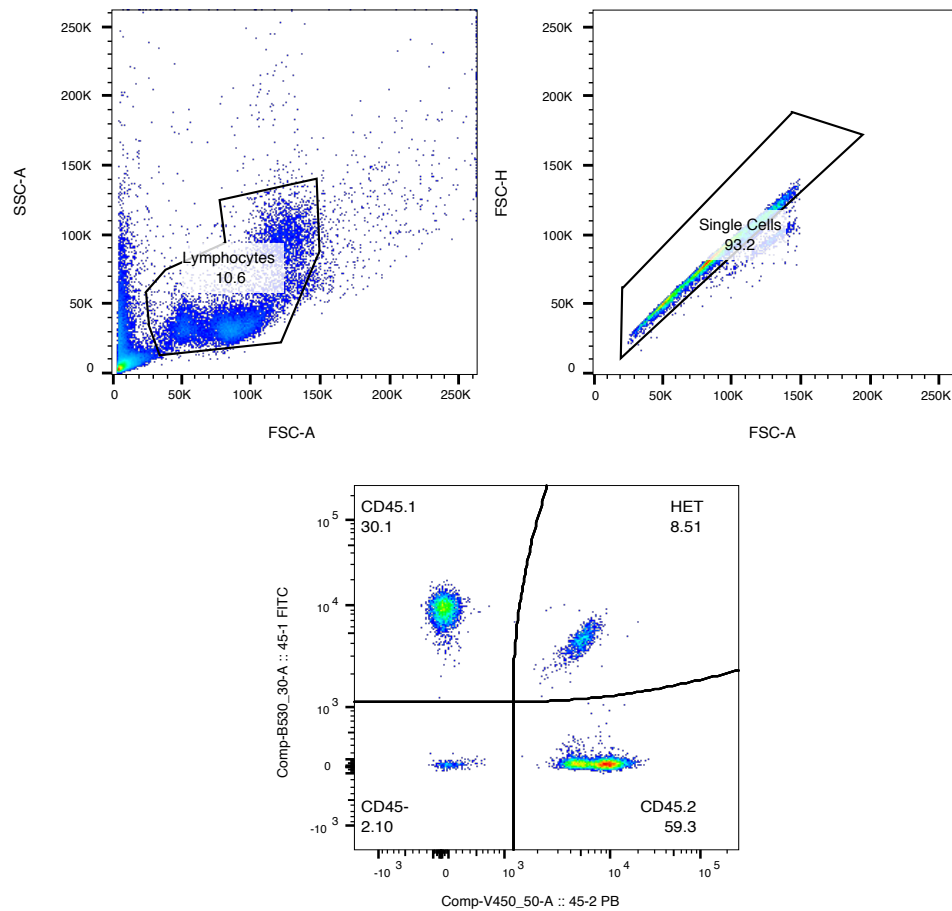 250K
200K
150K
100K
50K
0
SSC-A
Lymphocytes
10.6
0 50K 100K 150K 200K 250K
FSC-A
250K
200K
150K
100K
50K
0
FSC-H
Single Cells
93.2
0 50K 100K 150K 200K 250K
FSC-A
CD45.1
30.1
HET
8.51
10 5
10 4
10 3
0
-10 3
Comp-B530_30-A :: 45-1 FITC
CD45-
2.10
CD45.2
59.3
-10 3 0 10 3 10 4 10 5
Comp-V450_50-A :: 45-2 PB